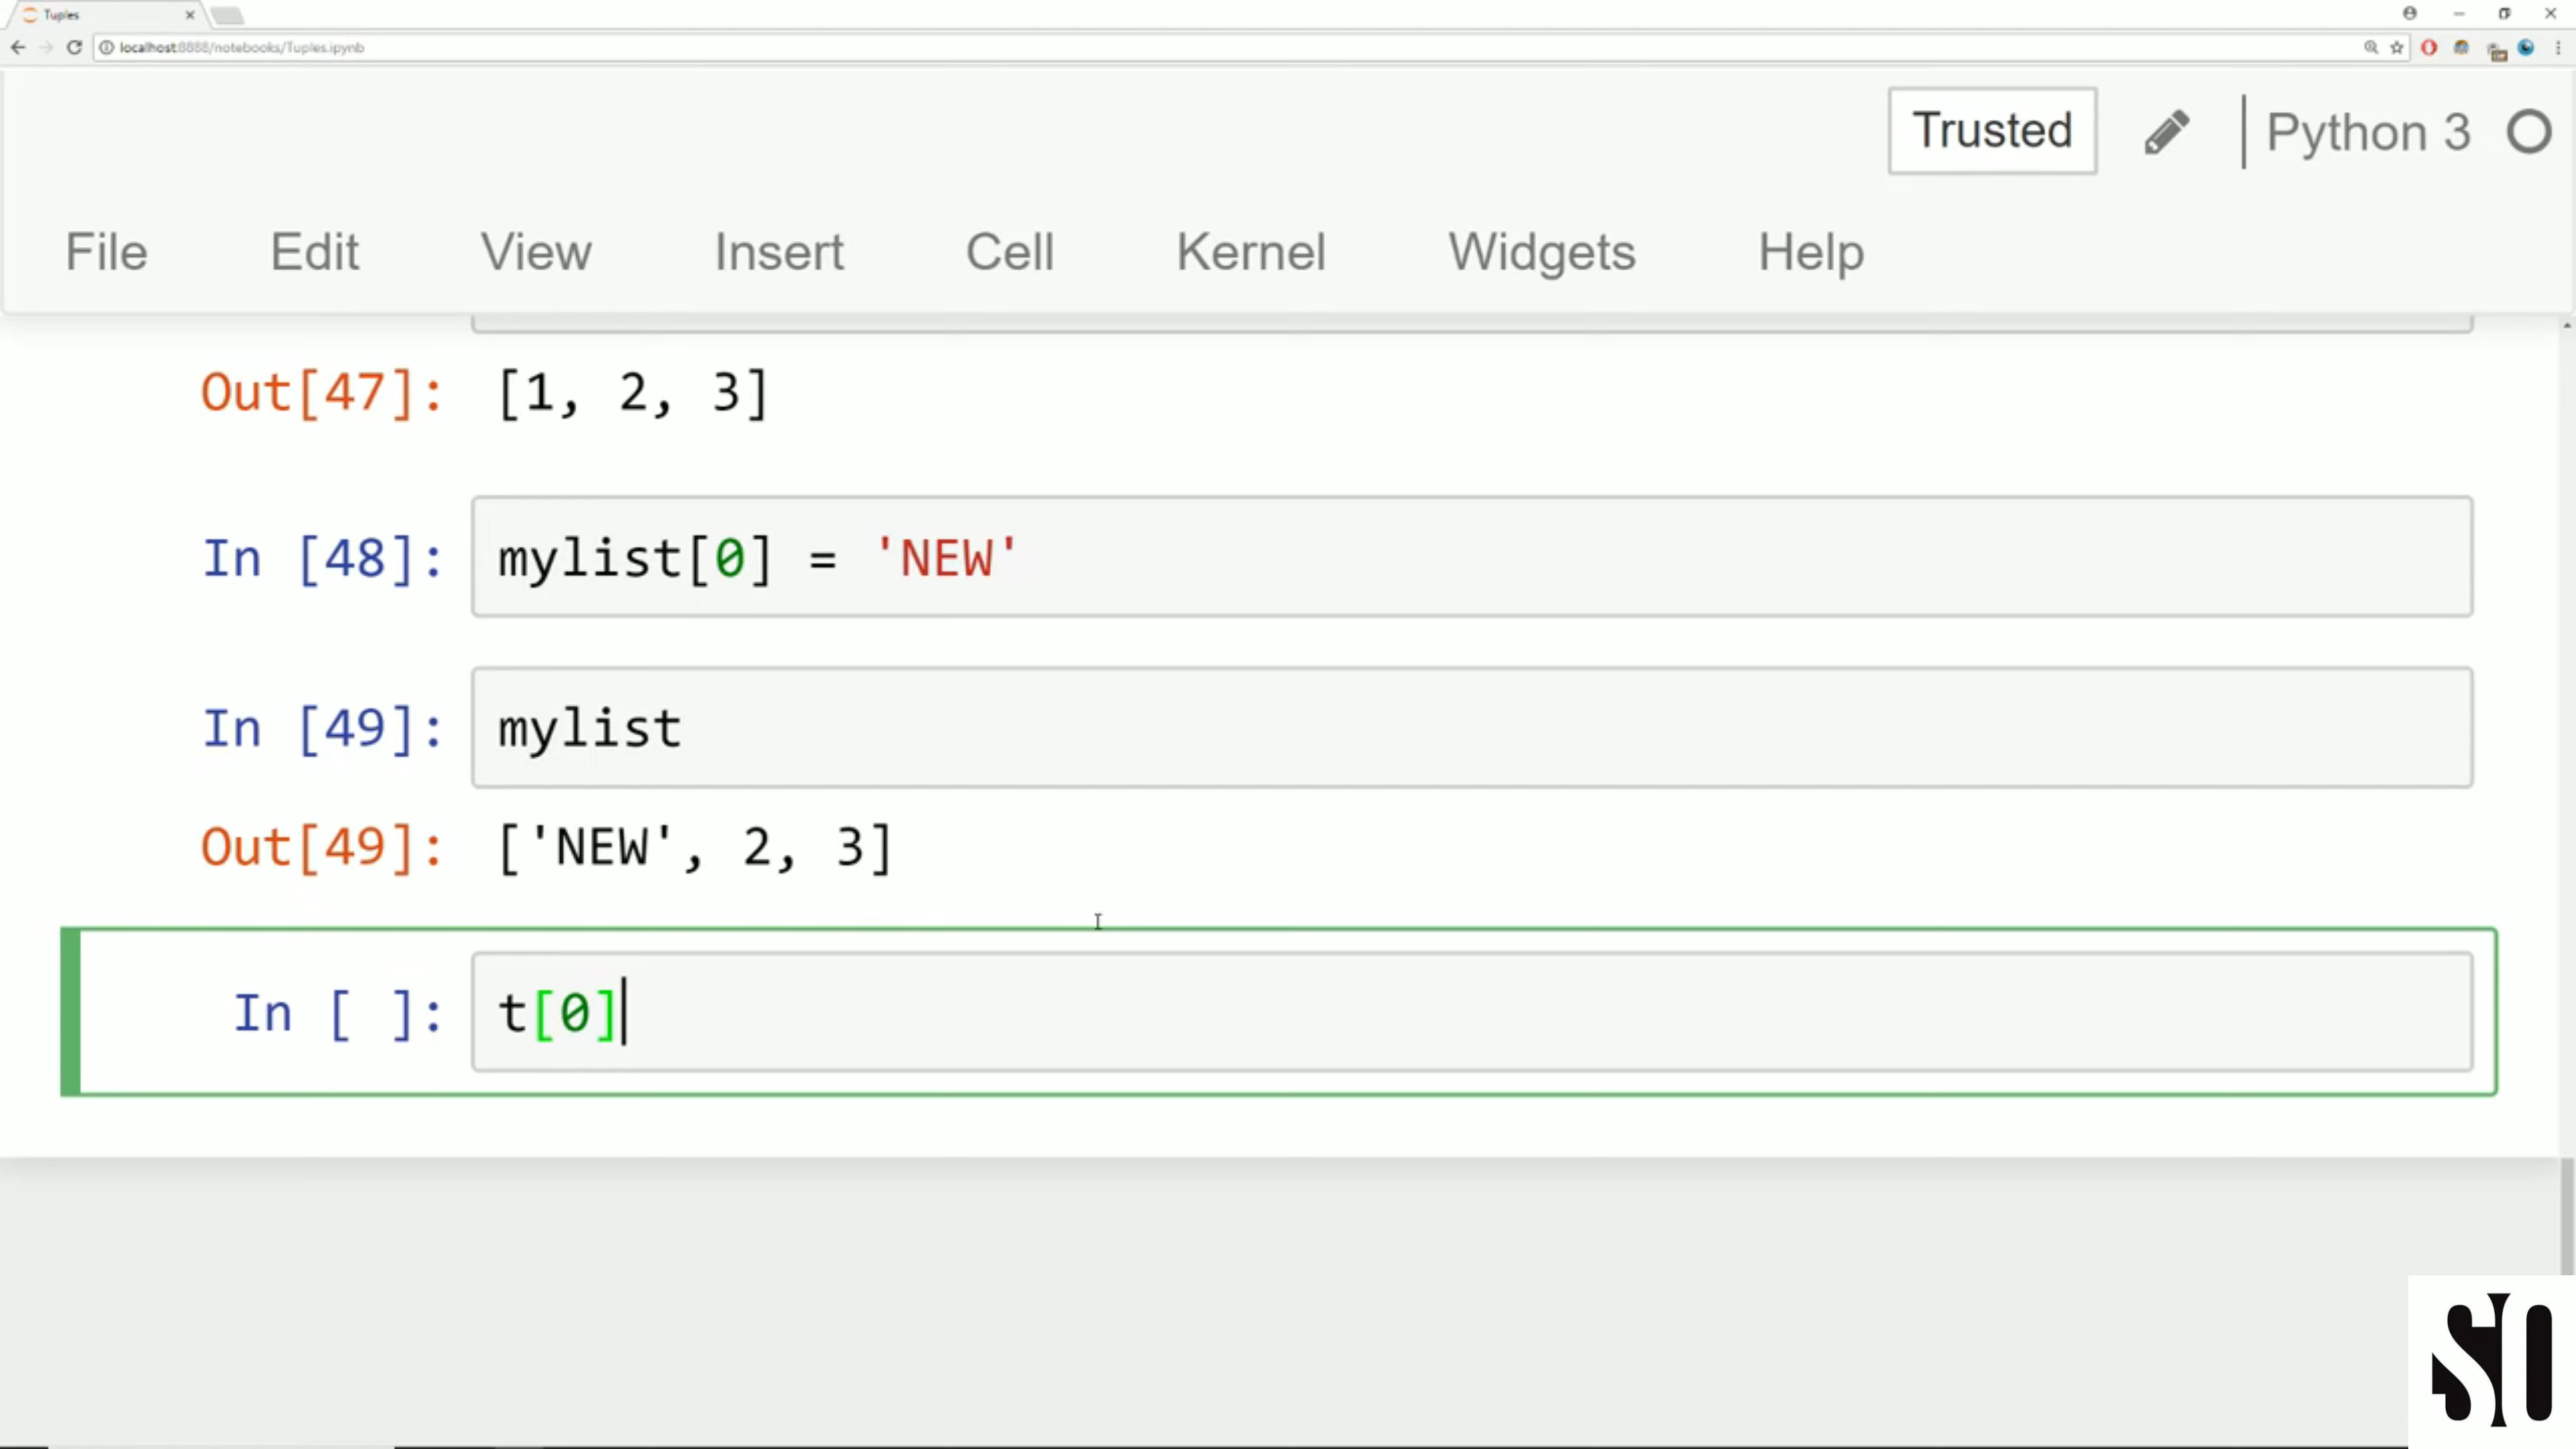 Tuples
localhost:8888/notebooks/Tuples.ipynb
Trusted
Python 3
File Edit View Insert Cell Kernel Widgets Help
Out[47]: [1, 2, 3]
In [48]: mylist[0] = 'NEW'
In [49]: mylist
Out[49]: ['NEW', 2, 3]
In [ ]: t[0]
SO